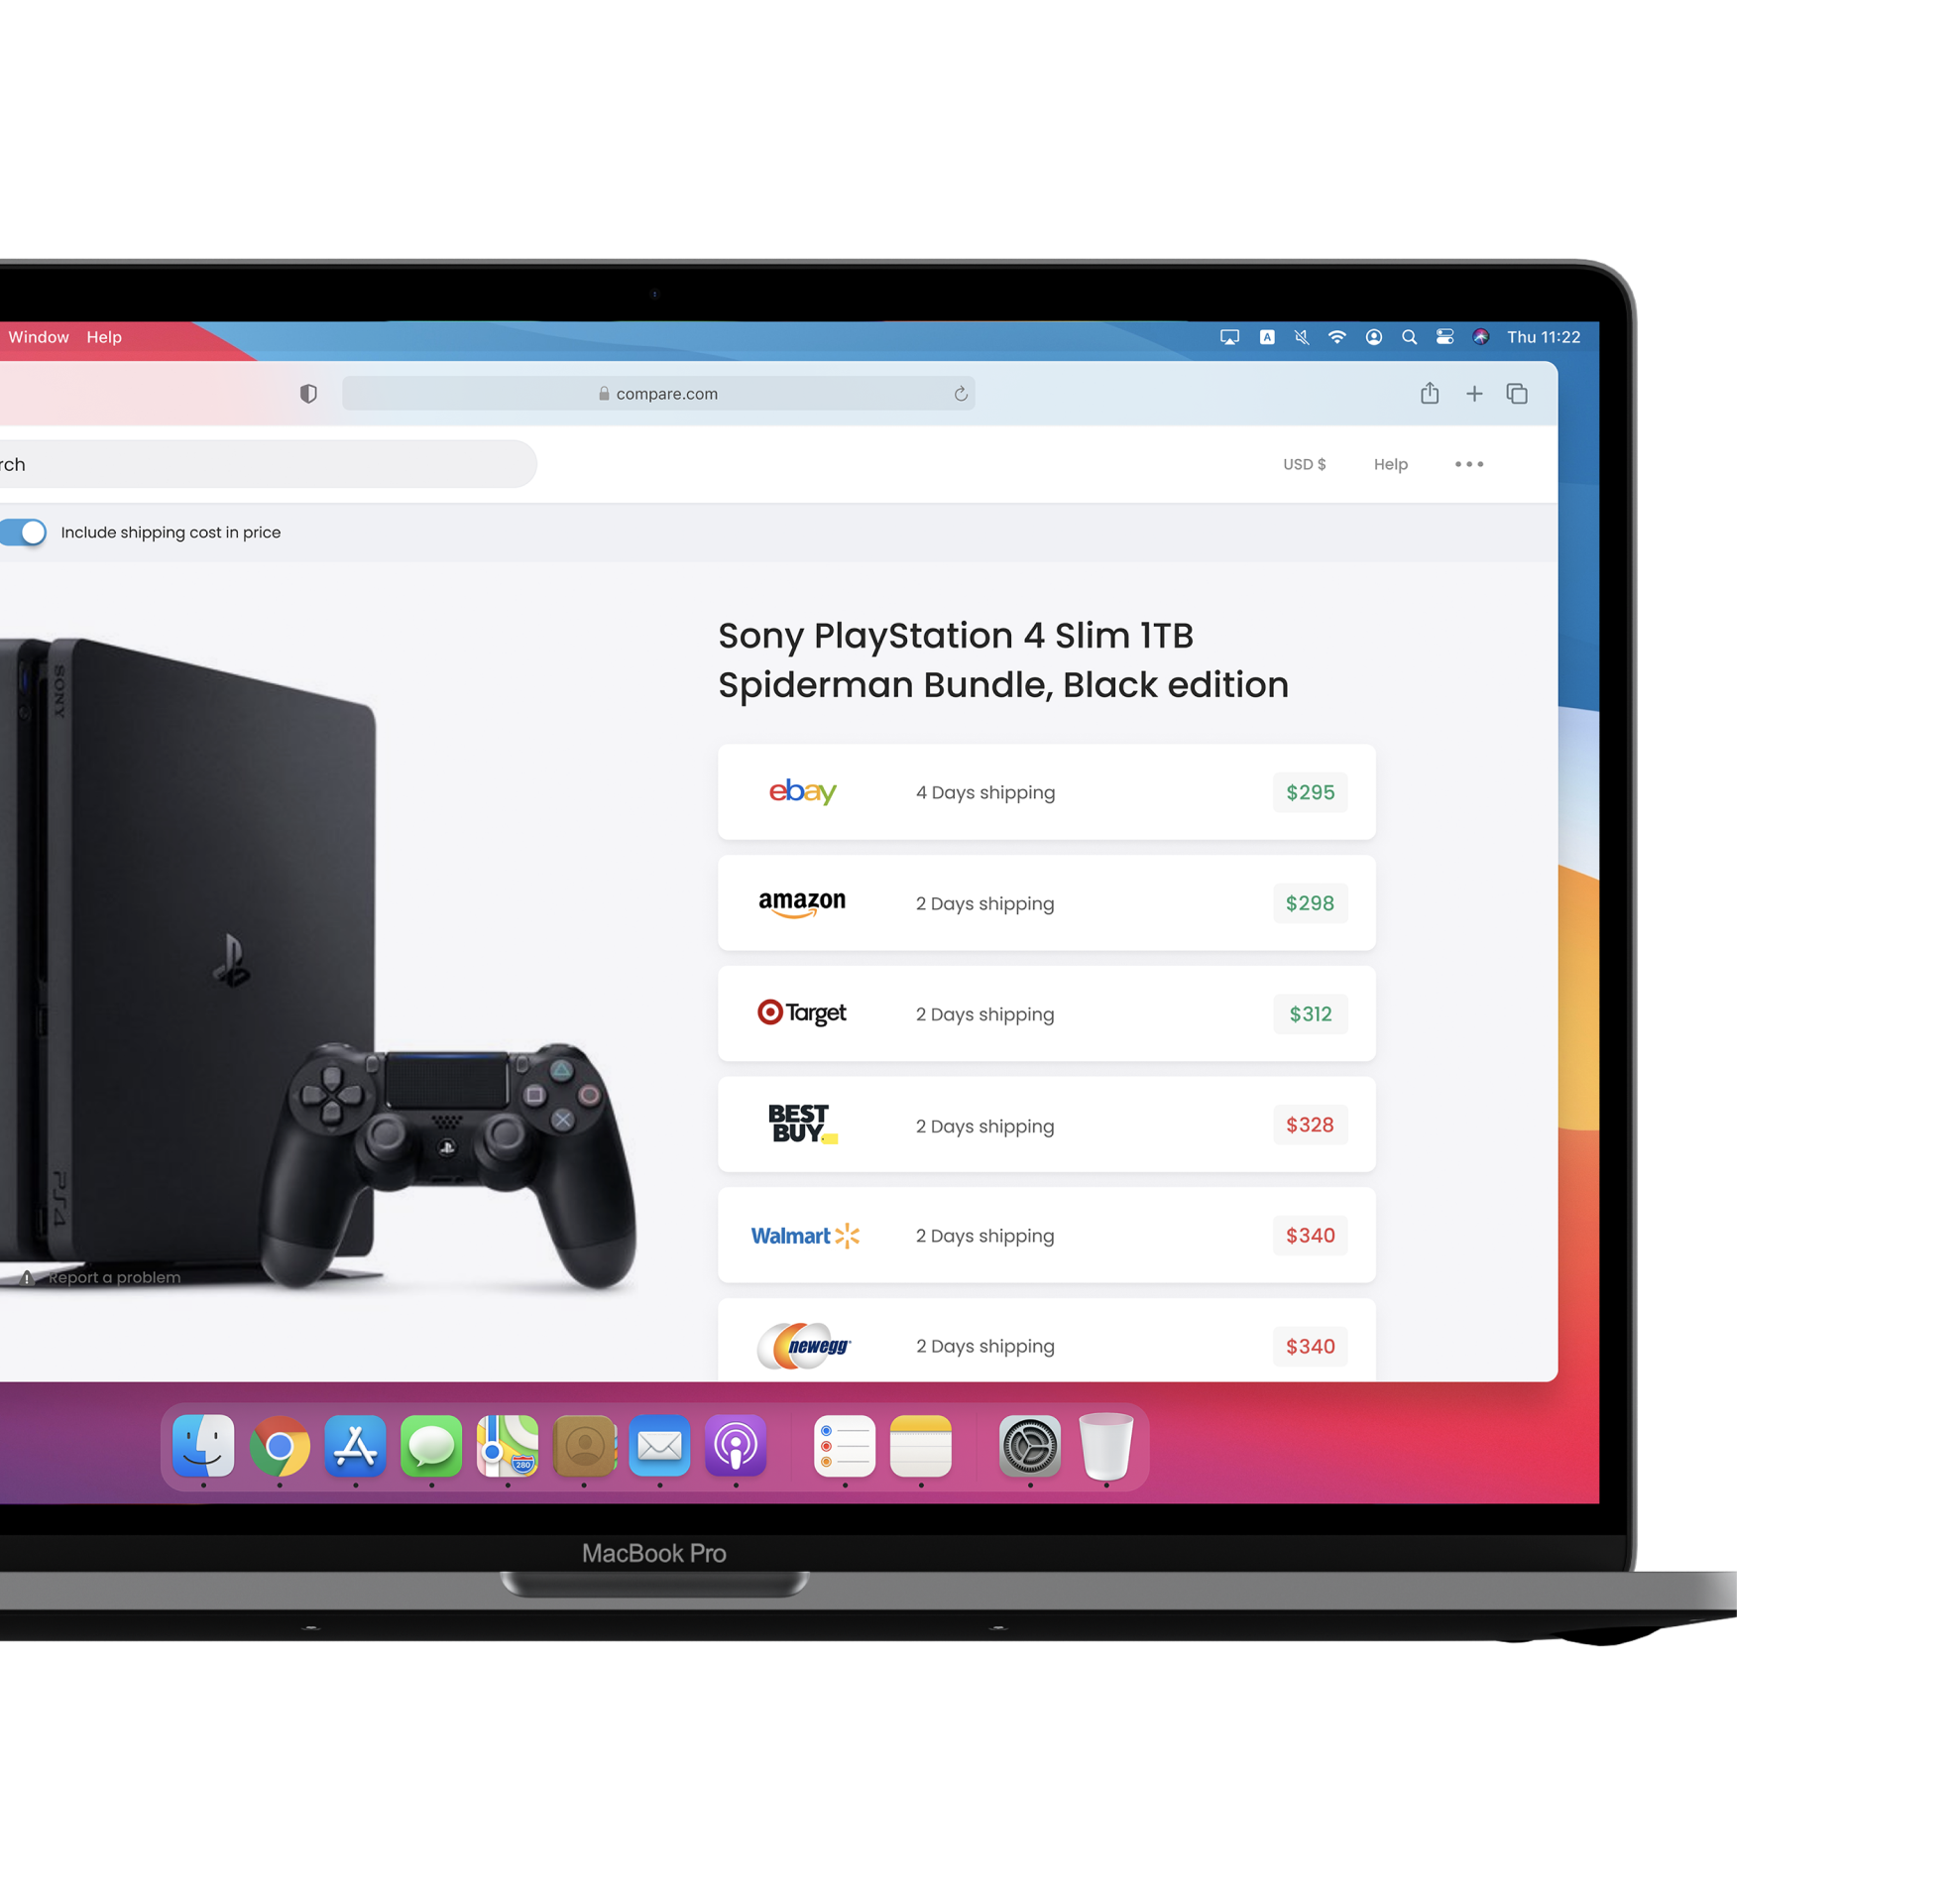 Window Help
A
Thu 11:22
compare.com
rch
USD $
Help
Include shipping cost in price
Sony PlayStation 4 Slim 1TB
Spiderman Bundle, Black edition
SONY
ebay
4 Days shipping
$295
amazon
2 Days shipping
$298
Target
2 Days shipping
$312
BEST
BUY
2 Days shipping
$328
Walmart
2 Days shipping
$340
PS4
Report a problem
newegg
2 Days shipping
$340
280
MacBook Pro